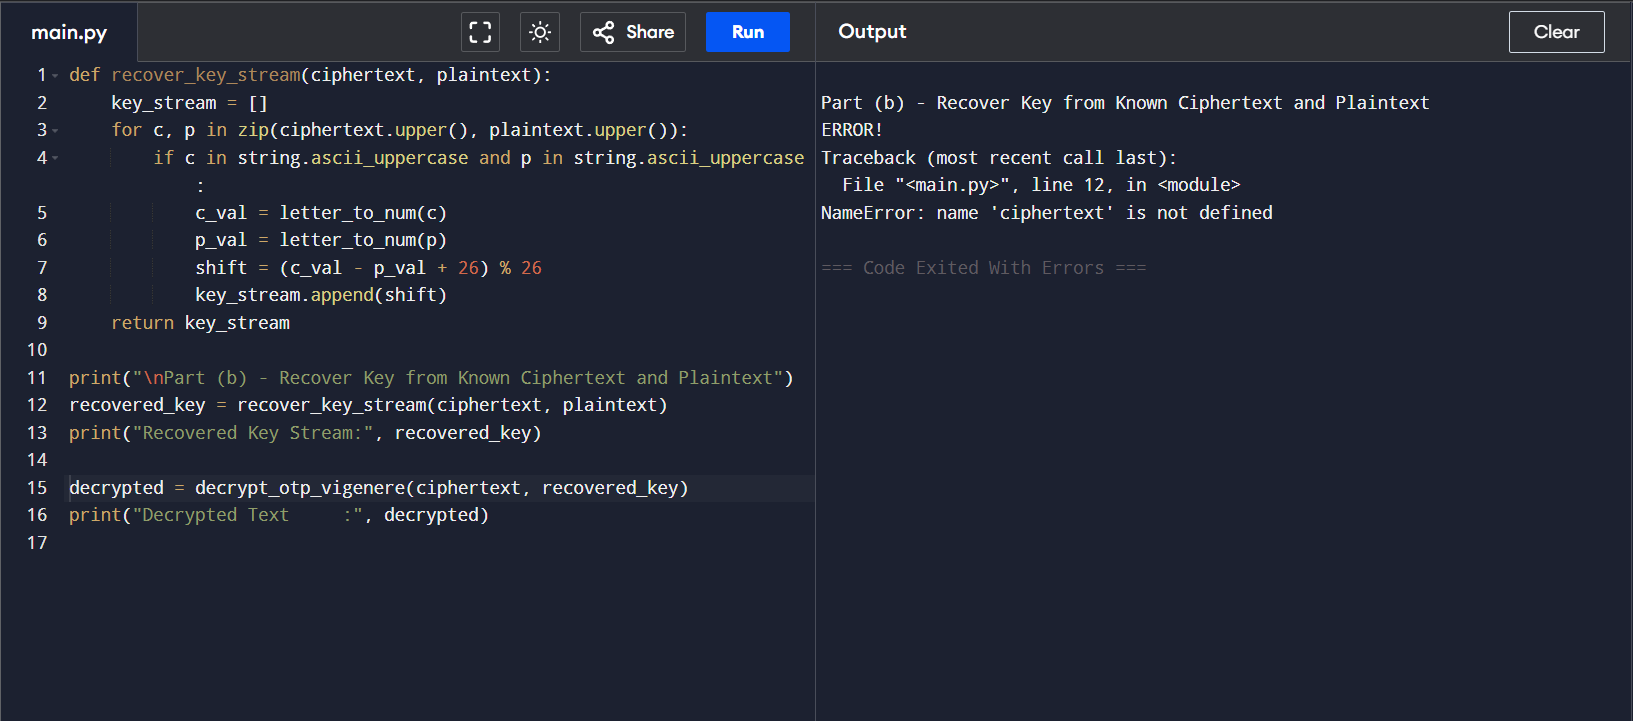 main.py
Share
Run
Output
Clear
1 def recover_key_stream(ciphertext, plaintext):
2     key_stream = []
3     for c, p in zip(ciphertext.upper(), plaintext.upper()):
4         if c in string.ascii_uppercase and p in string.ascii_uppercase
            :
5             c_val = letter_to_num(c)
6             p_val = letter_to_num(p)
7             shift = (c_val - p_val + 26) % 26
8             key_stream.append(shift)
9     return key_stream
10
11 print("\nPart (b) - Recover Key from Known Ciphertext and Plaintext")
12 recovered_key = recover_key_stream(ciphertext, plaintext)
13 print("Recovered Key Stream:", recovered_key)
14
15 decrypted = decrypt_otp_vigenere(ciphertext, recovered_key)
16 print("Decrypted Text     :", decrypted)
17
Part (b) - Recover Key from Known Ciphertext and Plaintext
ERROR!
Traceback (most recent call last):
  File "<main.py>", line 12, in <module>
NameError: name 'ciphertext' is not defined
=== Code Exited With Errors ===